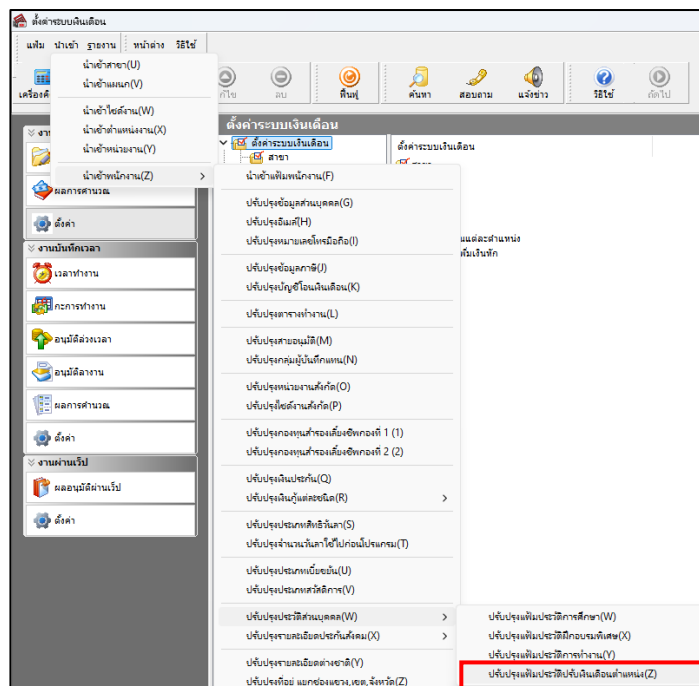 ตั้งค่าระบบเงินเดือน
แฟ้ม นำเข้า รายงาน หน้าต่าง วิธีใช้
นำเข้าสาขา(U)
นำเข้าแผนก(V)
นำเข้าไซต์งาน(W)
นำเข้าตำแหน่งงาน(X)
นำเข้าหน่วยงาน(Y)
นำเข้าพนักงาน(Z)
ลบ
ฟื้นฟู
ค้นหา
สอบถาม
แจ้งข่าว
วิธีใช้
ถัดไป
ตั้งค่าระบบเงินเดือน
ตั้งค่าระบบเงินเดือน
สาขา
ตั้งค่าระบบเงินเดือน
ผลการคำนวณ
ตั้งค่า
งานบันทึกเวลา
เวลาทำงาน
กะการทำงาน
อนุมัติล่วงเวลา
อนุมัติลางาน
ผลการคำนวณ
ตั้งค่า
งานผ่านเว็ป
ผลอนุมัติผ่านเว็ป
ตั้งค่า
นำเข้าแฟ้มพนักงาน(F)
ปรับปรุงข้อมูลส่วนบุคคล(G)
ปรับปรุงอีเมล์(H)
ปรับปรุงหมายเลขโทรมือถือ(I)
ปรับปรุงข้อมูลภาษี(J)
ปรับปรุงบัญชีโอนเงินเดือน(K)
ปรับปรุงตารางทำงาน(L)
ปรับปรุงสายอนุมัติ(M)
ปรับปรุงกลุ่มผู้บันทึกแทน(N)
ปรับปรุงหน่วยงานสังกัด(O)
ปรับปรุงไซต์งานสังกัด(P)
ปรับปรุงกองทุนสำรองเลี้ยงชีพกองที่ 1 (1)
ปรับปรุงกองทุนสำรองเลี้ยงชีพกองที่ 2 (2)
ปรับปรุงเงินประกัน(Q)
ปรับปรุงเงินกู้แต่ละชนิด(R)
ปรับปรุงประเภทสิทธิวันลา(S)
ปรับปรุงจำนวนวันลาใช้ไปก่อนโปรแกรม(T)
ปรับปรุงประเภทเบี้ยขยัน(U)
ปรับปรุงประเภทสวัสดิการ(V)
ปรับปรุงประวัติส่วนบุคคล(W)
ปรับปรุงรายละเอียดประกันสังคม(X)
ปรับปรุงรายละเอียดต่างชาติ(Y)
ปรับปรุงที่อยู่ แยกช่องแขวง,เขต,จังหวัด(Z)
ปรับปรุงแฟ้มประวัติการศึกษา(W)
ปรับปรุงแฟ้มประวัติฝึกอบรมพิเศษ(X)
ปรับปรุงแฟ้มประวัติการทำงาน(Y)
ปรับปรุงแฟ้มประวัติปรับเงินเดือนตำแหน่ง(Z)